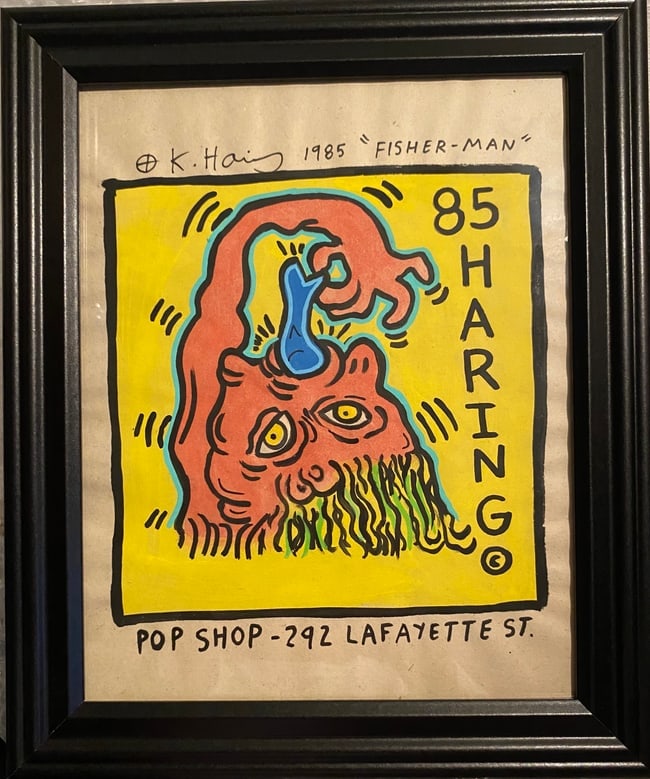 ⊕ K. Haring 1985 "FISHER-MAN"
85
HARING
©
POP SHOP - 292 LAFAYETTE ST.